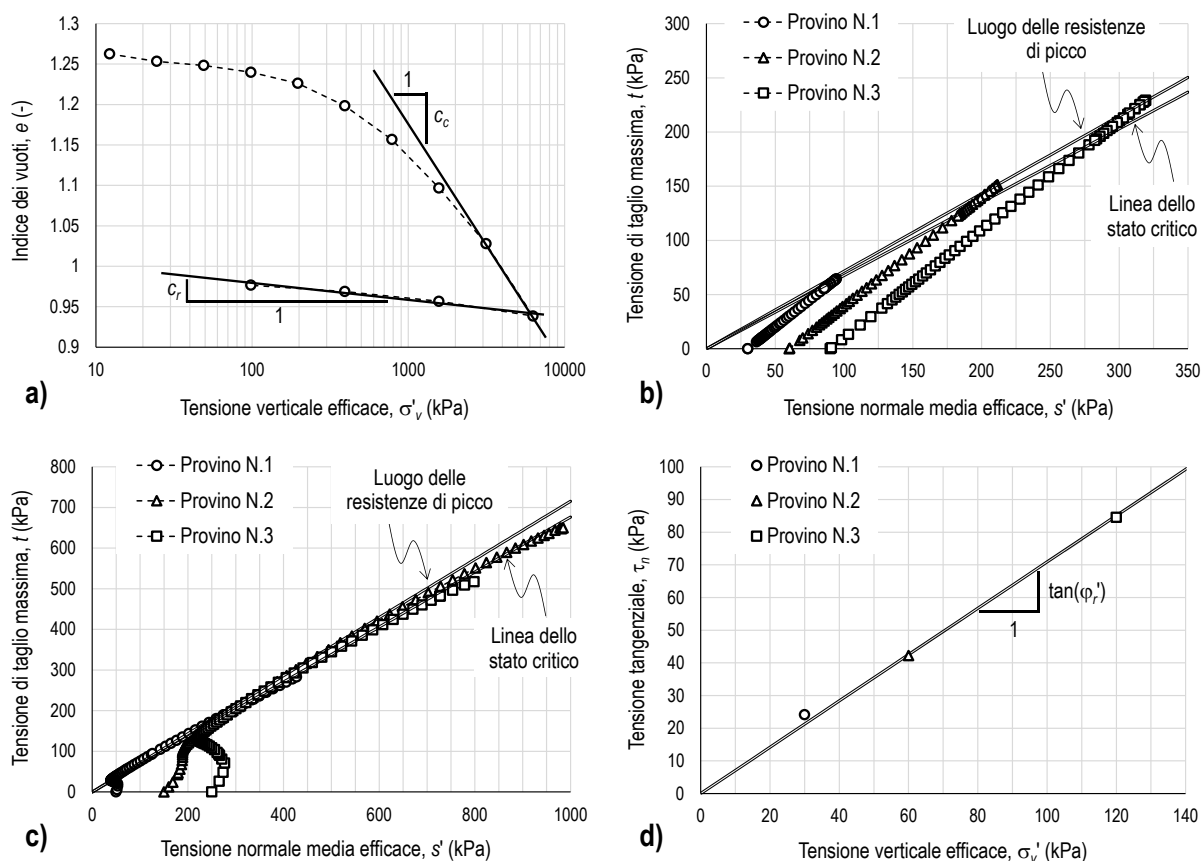 1.3
1.25
1.2
1.15
1.1
1.05
1
0.95
0.9
10
100
1000
10000
Indice dei vuoti, e (-)
Tensione verticale efficace, σ'v (kPa)
1
cc
cr
1
a)
Provino N.1
Provino N.2
Provino N.3
Luogo delle resistenze
di picco
Linea dello
stato critico
300
250
200
150
100
50
0
0
50
100
150
200
250
300
350
Tensione di taglio massima, t (kPa)
Tensione normale media efficace, s' (kPa)
b)
Provino N.1
Provino N.2
Provino N.3
Luogo delle
resistenze di picco
Linea dello
stato critico
800
700
600
500
400
300
200
100
0
0
200
400
600
800
1000
Tensione di taglio massima, t (kPa)
Tensione normale media efficace, s' (kPa)
c)
Provino N.1
Provino N.2
Provino N.3
tan(φr')
1
100
90
80
70
60
50
40
30
20
10
0
0
20
40
60
80
100
120
140
Tensione tangenziale, τn (kPa)
Tensione verticale efficace, σv' (kPa)
d)